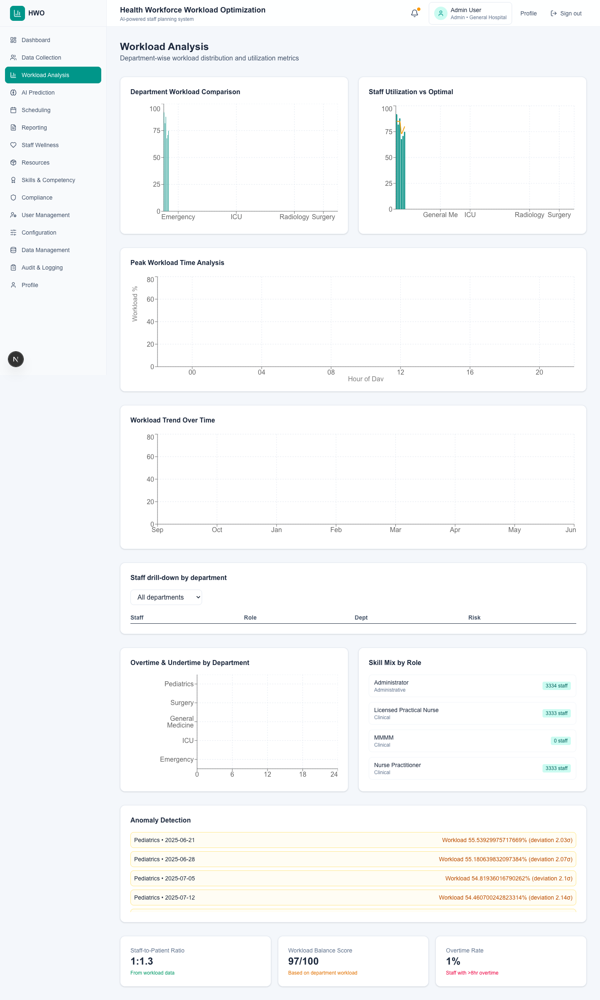 HWO
Health Workforce Workload Optimization
AI-powered staff planning system
Admin User
Admin • General Hospital
Profile
Sign out
Dashboard
Data Collection
Workload Analysis
AI Prediction
Scheduling
Reporting
Staff Wellness
Resources
Skills & Competency
Compliance
User Management
Configuration
Data Management
Audit & Logging
Profile
N
Workload Analysis
Department-wise workload distribution and utilization metrics
Department Workload Comparison
100
75
50
25
0
Emergency ICU Radiology Surgery
Staff Utilization vs Optimal
100
75
50
25
0
General Me ICU Radiology Surgery
Peak Workload Time Analysis
Workload %
80
60
40
20
0
00 04 08 12 16 20
Hour of Day
Workload Trend Over Time
80
60
40
20
0
Sep Oct Jan Feb Mar Apr May Jun
Staff drill-down by department
All departments
Staff Role Dept Risk
Overtime & Undertime by Department
Pediatrics
Surgery
General
Medicine
ICU
Emergency
0 6 12 18 24
Skill Mix by Role
Administrator
Administrative
3334 staff
Licensed Practical Nurse
Clinical
3333 staff
MMMM
Clinical
0 staff
Nurse Practitioner
Clinical
3333 staff
Anomaly Detection
Pediatrics • 2025-06-21 Workload 55.53929975717669% (deviation 2.03σ)
Pediatrics • 2025-06-28 Workload 55.180639832097384% (deviation 2.07σ)
Pediatrics • 2025-07-05 Workload 54.81936016790262% (deviation 2.1σ)
Pediatrics • 2025-07-12 Workload 54.460700242823314% (deviation 2.14σ)
Staff-to-Patient Ratio
1:1.3
From workload data
Workload Balance Score
97/100
Based on department workload
Overtime Rate
1%
Staff with >8hr overtime